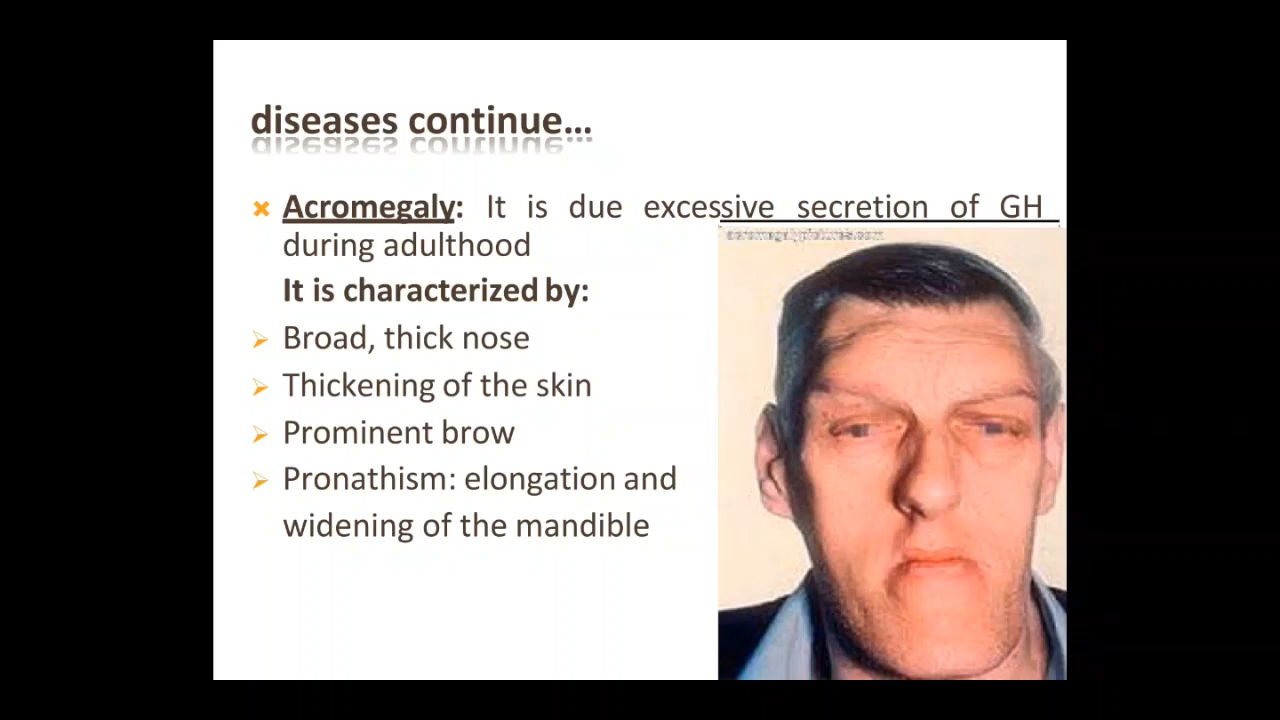 diseases continue...
Acromegaly: It is due excessive secretion of GH
during adulthood
It is characterized by:
Broad, thick nose
Thickening of the skin
Prominent brow
Pronathism: elongation and
widening of the mandible